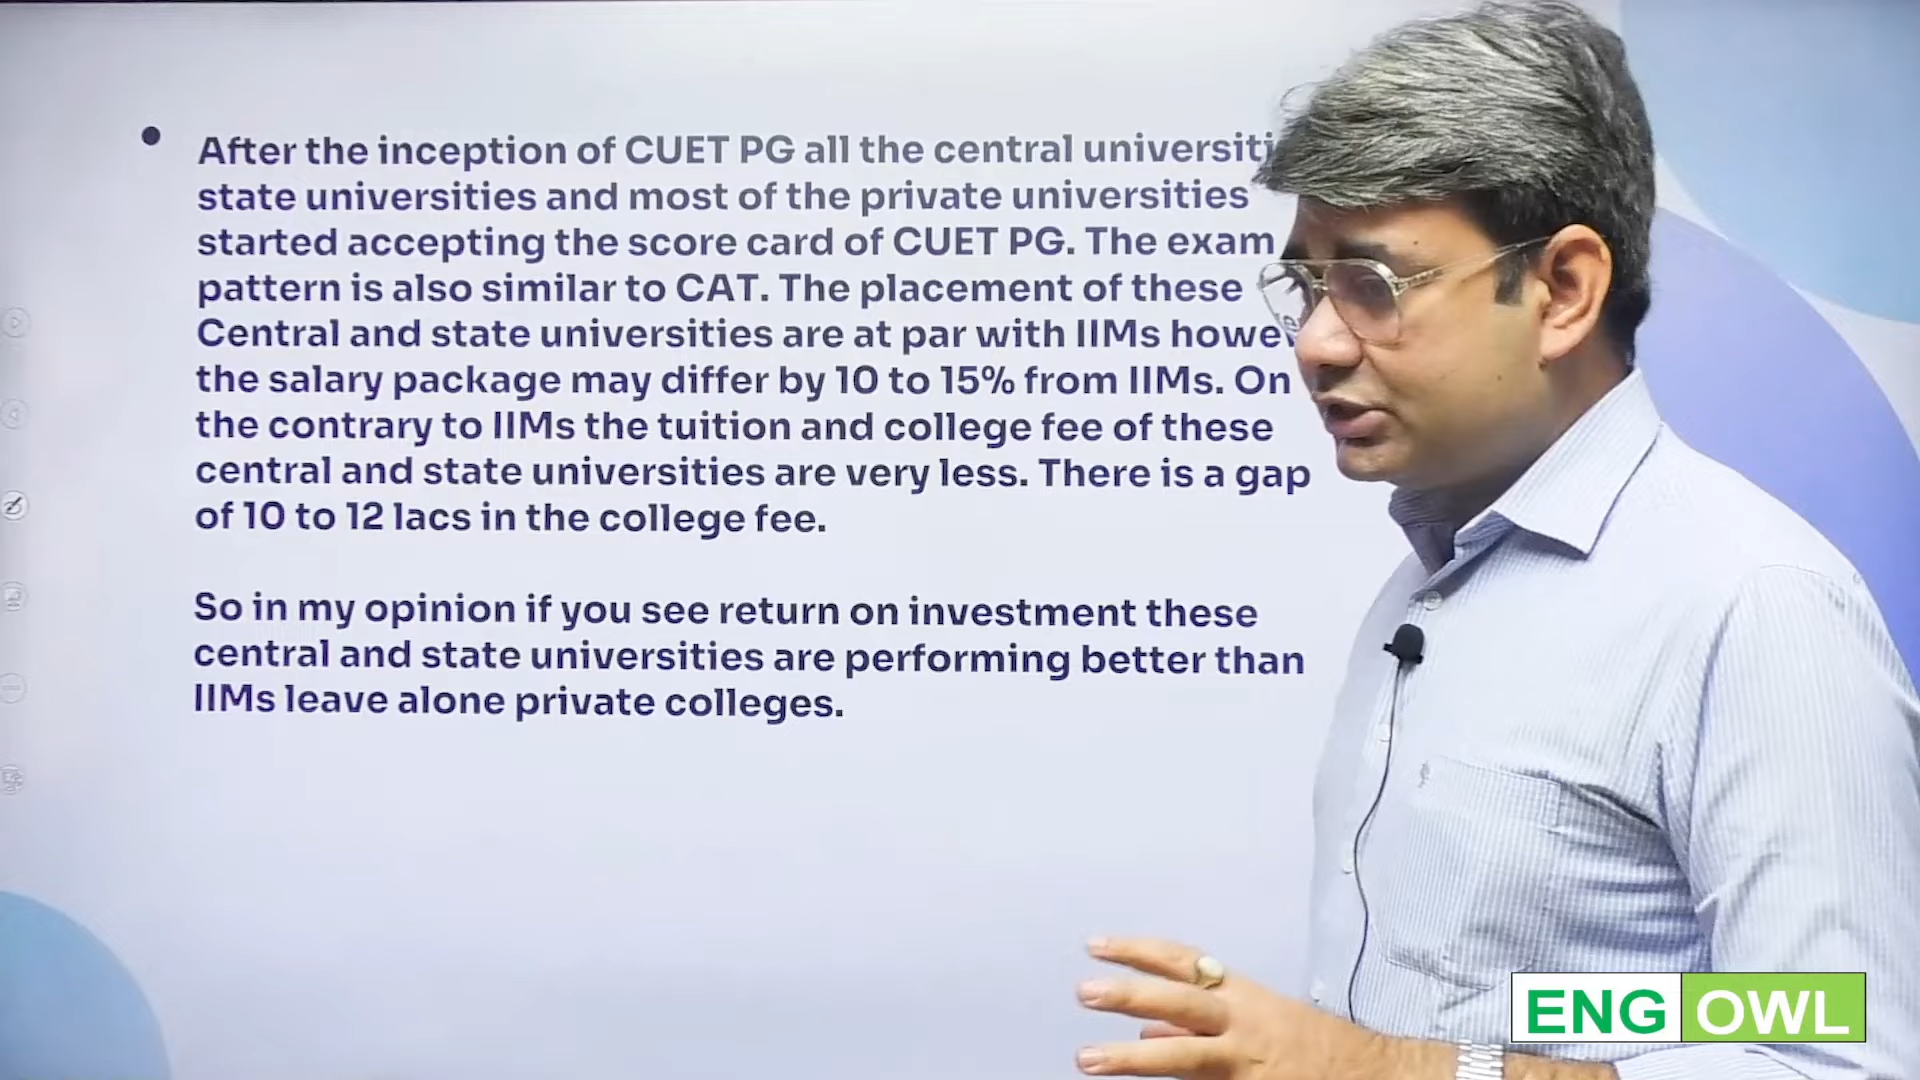 After the inception of CUET PG all the central
state universities and most of the private universities
started accepting the score card of CUET PG. The exam
pattern is also similar to CAT. The placement of these
Central and state universities are at par with IIMs
the salary package may differ by 10 to 15% from IIMs. On
the contrary to IIMs the tuition and college fee of these
central and state universities are very less. There is a gap
of 10 to 12 lacs in the college fee.
So in my opinion if you see return on investment these
central and state universities are performing better than
IIMs leave alone private colleges.
ENG OWL